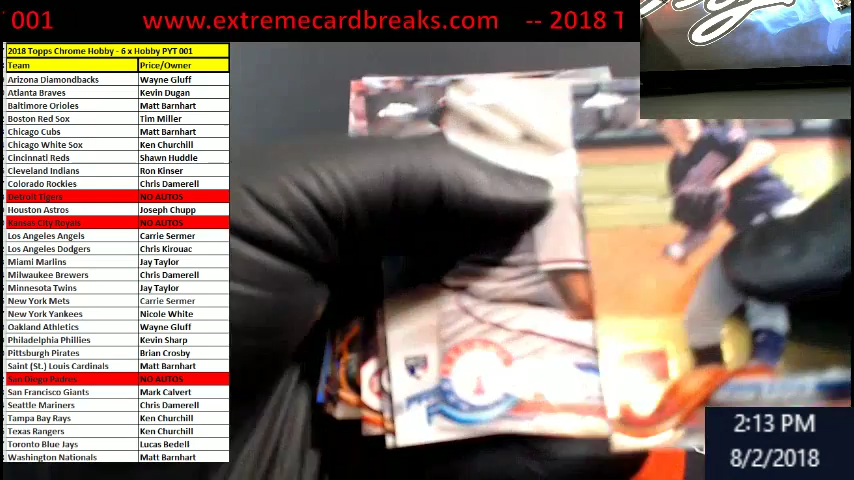 001 www.extremecardbreaks.com -- 2018 T
2018 Topps Chrome Hobby - 6 x Hobby PYT 001
Team Price/Owner
Arizona Diamondbacks Wayne Gluff
Atlanta Braves Kevin Dugan
Baltimore Orioles Matt Barnhart
Boston Red Sox Tim Miller
Chicago Cubs Matt Barnhart
Chicago White Sox Ken Churchill
Cincinnati Reds Shawn Huddle
Cleveland Indians Ron Kinser
Colorado Rockies Chris Damerell
Detroit Tigers NO AUTOS
Houston Astros Joseph Chupp
Kansas City Royals NO AUTOS
Los Angeles Angels Carrie Sermer
Los Angeles Dodgers Chris Kirouac
Miami Marlins Jay Taylor
Milwaukee Brewers Chris Damerell
Minnesota Twins Jay Taylor
New York Mets Carrie Sermer
New York Yankees Nicole White
Oakland Athletics Wayne Gluff
Philadelphia Phillies Kevin Sharp
Pittsburgh Pirates Brian Crosby
Saint (St.) Louis Cardinals Matt Barnhart
San Diego Padres NO AUTOS
San Francisco Giants Mark Calvert
Seattle Mariners Chris Damerell
Tampa Bay Rays Ken Churchill
Texas Rangers Ken Churchill
Toronto Blue Jays Lucas Bedell
Washington Nationals Matt Barnhart
2:13 PM
8/2/2018